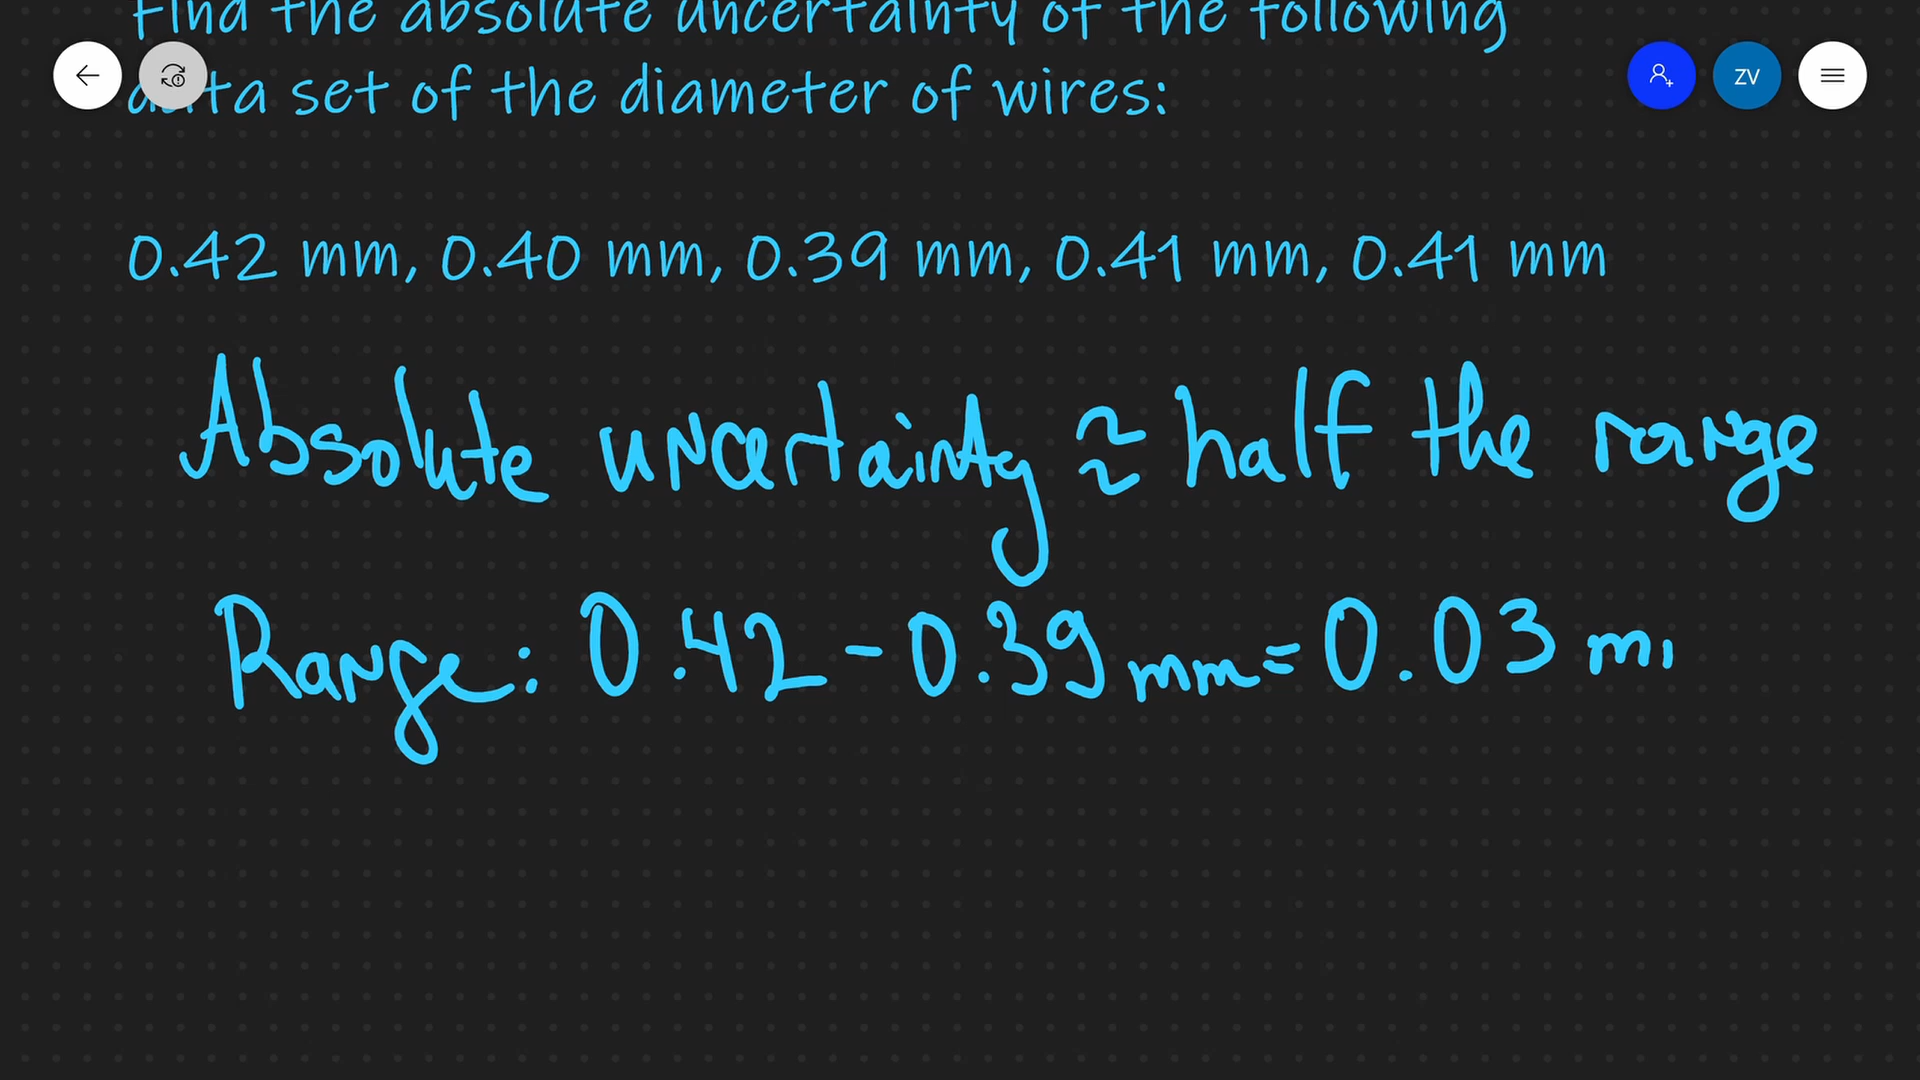 Find the absolute uncertainty of the following
data set of the diameter of wires:
ZV
0.42 mm, 0.40 mm, 0.39 mm, 0.41 mm, 0.41 mm
Absolute uncertainty ≈ half the range
Range: 0.42 - 0.39 mm = 0.03 m